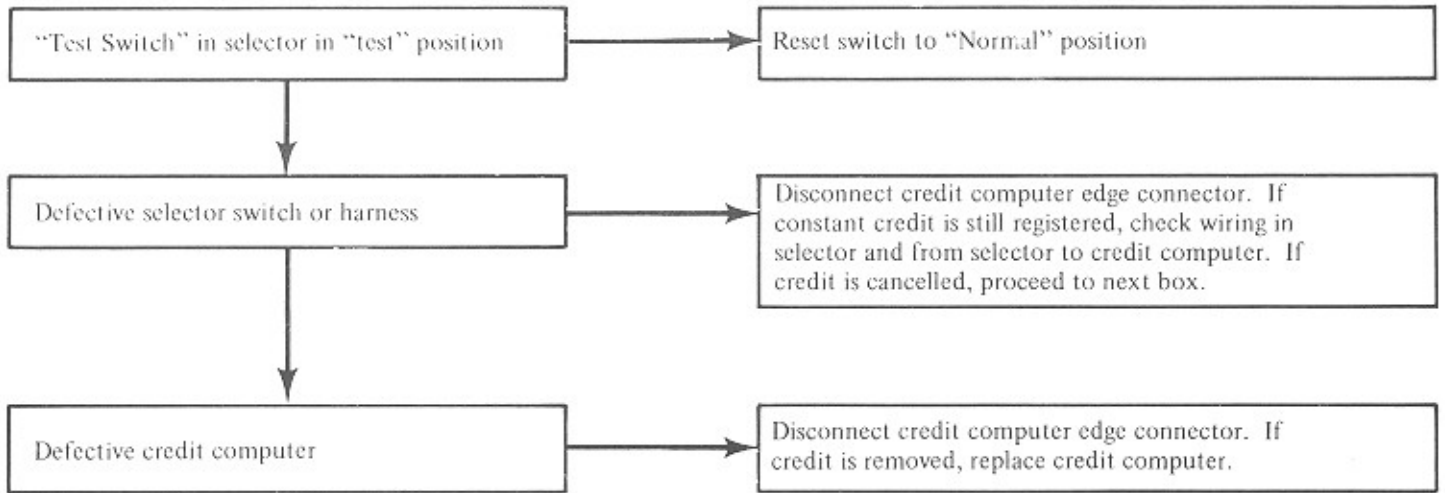 “Test Switch” in selector in “test” position
Reset switch to “Normal” position
Defective selector switch or harness
Disconnect credit computer edge connector. If
constant credit is still registered, check wiring in
selector and from selector to credit computer. If
credit is cancelled, proceed to next box.
Defective credit computer
Disconnect credit computer edge connector. If
credit is removed, replace credit computer.